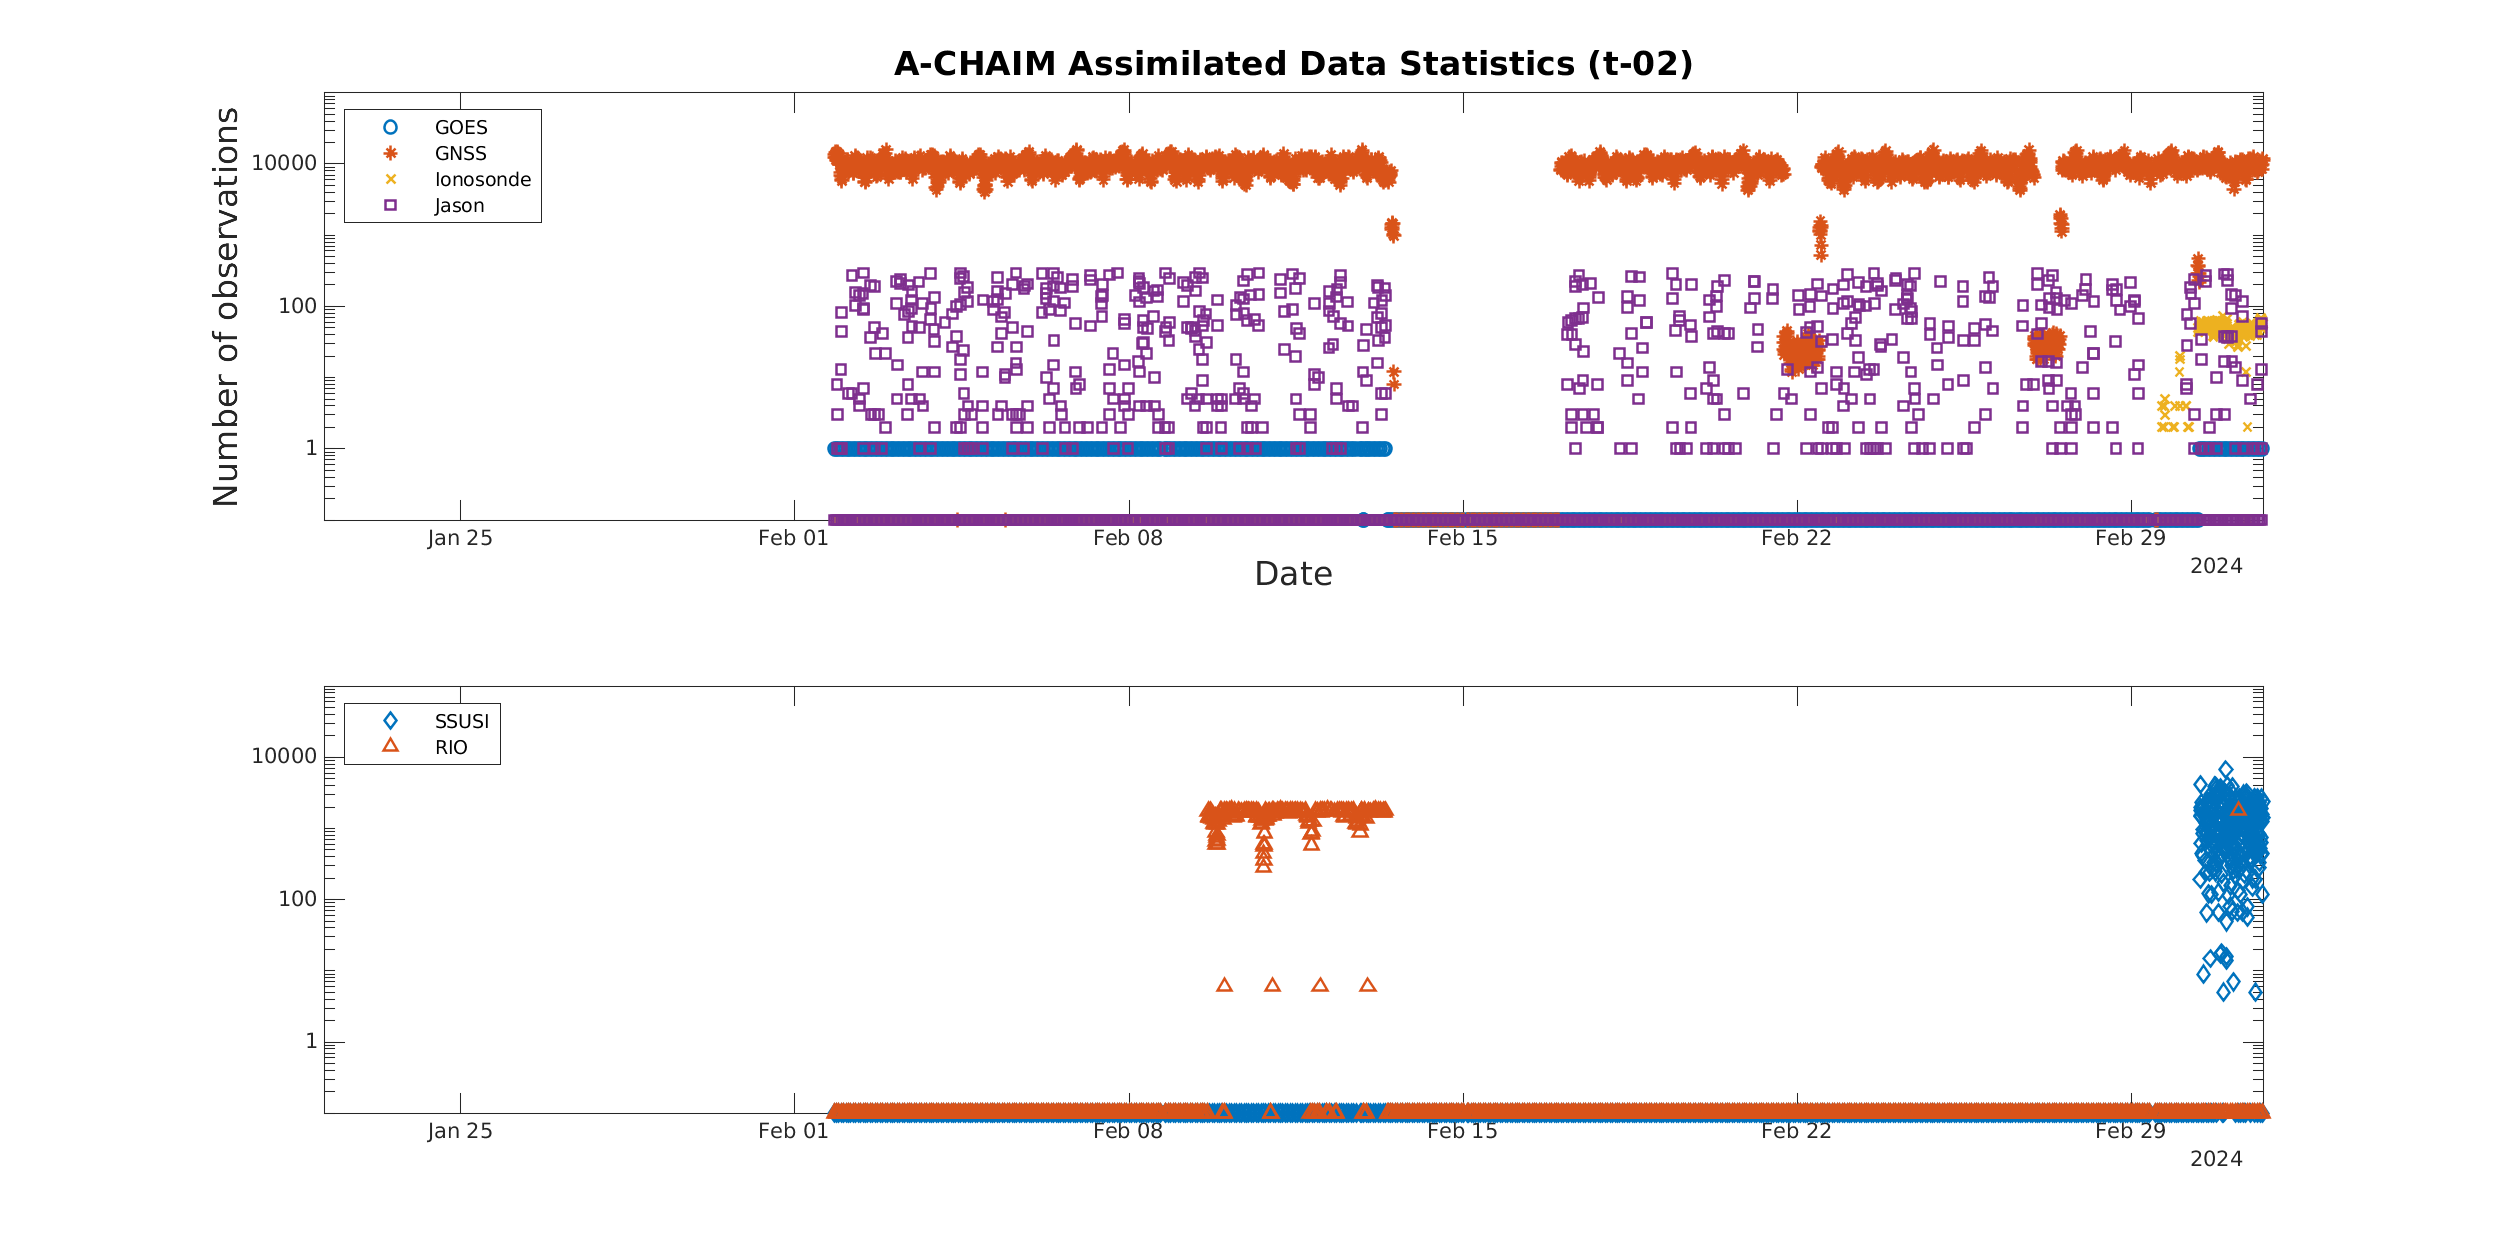 A-CHAIM Assimilated Data Statistics (t-02)
Number of observations
10000
100
1
GOES
GNSS
Ionosonde
Jason
Jan 25
Feb 01
Feb 08
Feb 15
Feb 22
Feb 29
2024
Date
10000
100
1
SSUSI
RIO
Jan 25
Feb 01
Feb 08
Feb 15
Feb 22
Feb 29
2024